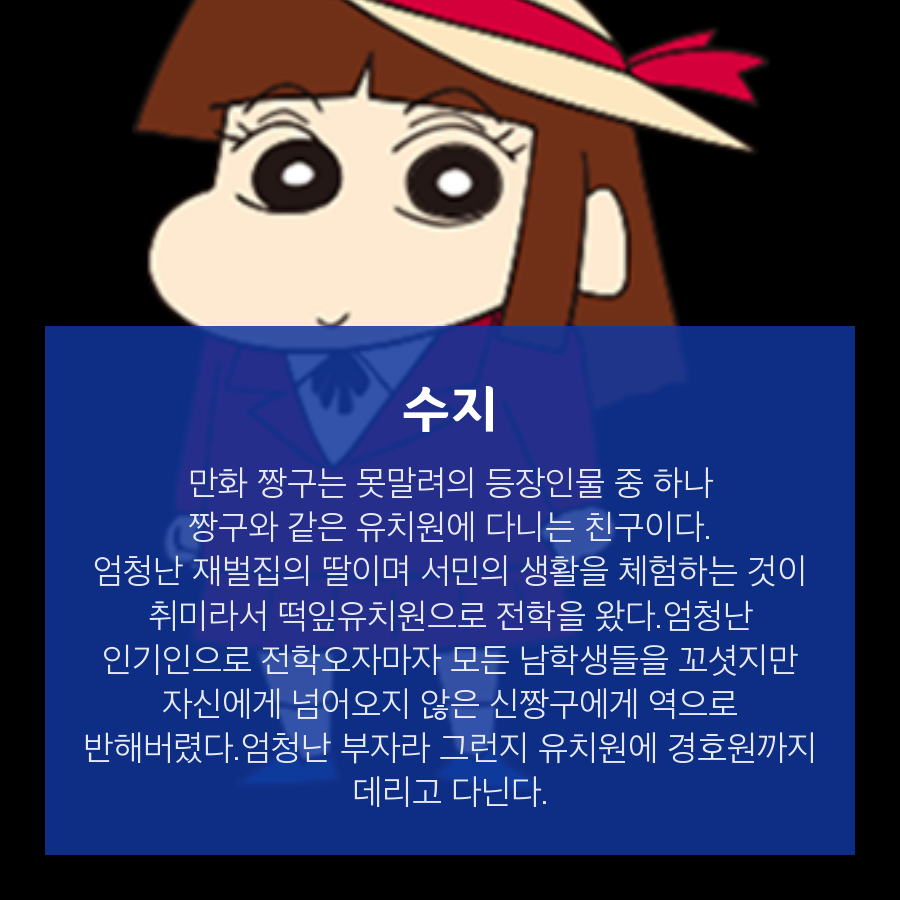 수지
만화 짱구는 못말려의 등장인물 중 하나
짱구와 같은 유치원에 다니는 친구이다.
엄청난 재벌집의 딸이며 서민의 생활을 체험하는 것이
취미라서 떡잎유치원으로 전학을 왔다.엄청난
인기인으로 전학오자마자 모든 남학생들을 꼬셧지만
자신에게 넘어오지 않은 신짱구에게 역으로
반해버렸다.엄청난 부자라 그런지 유치원에 경호원까지
데리고 다닌다.